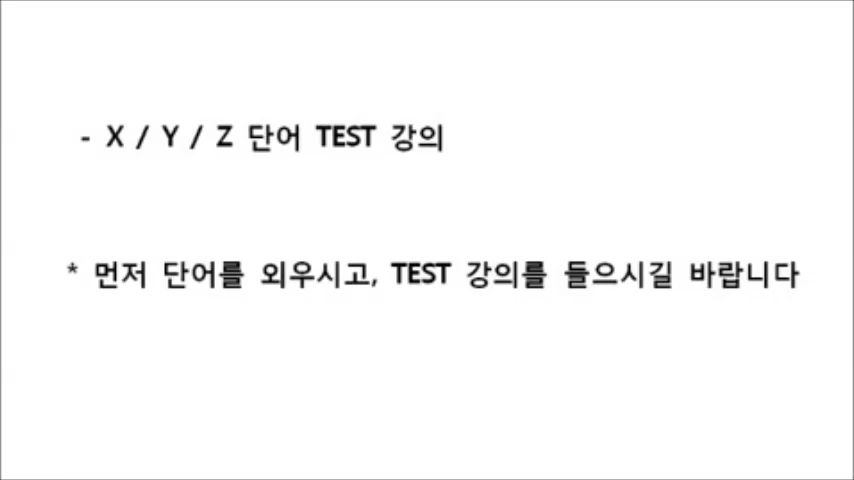 - X / Y / Z 단어 TEST 강의
* 먼저 단어를 외우시고, TEST 강의를 들으시길 바랍니다